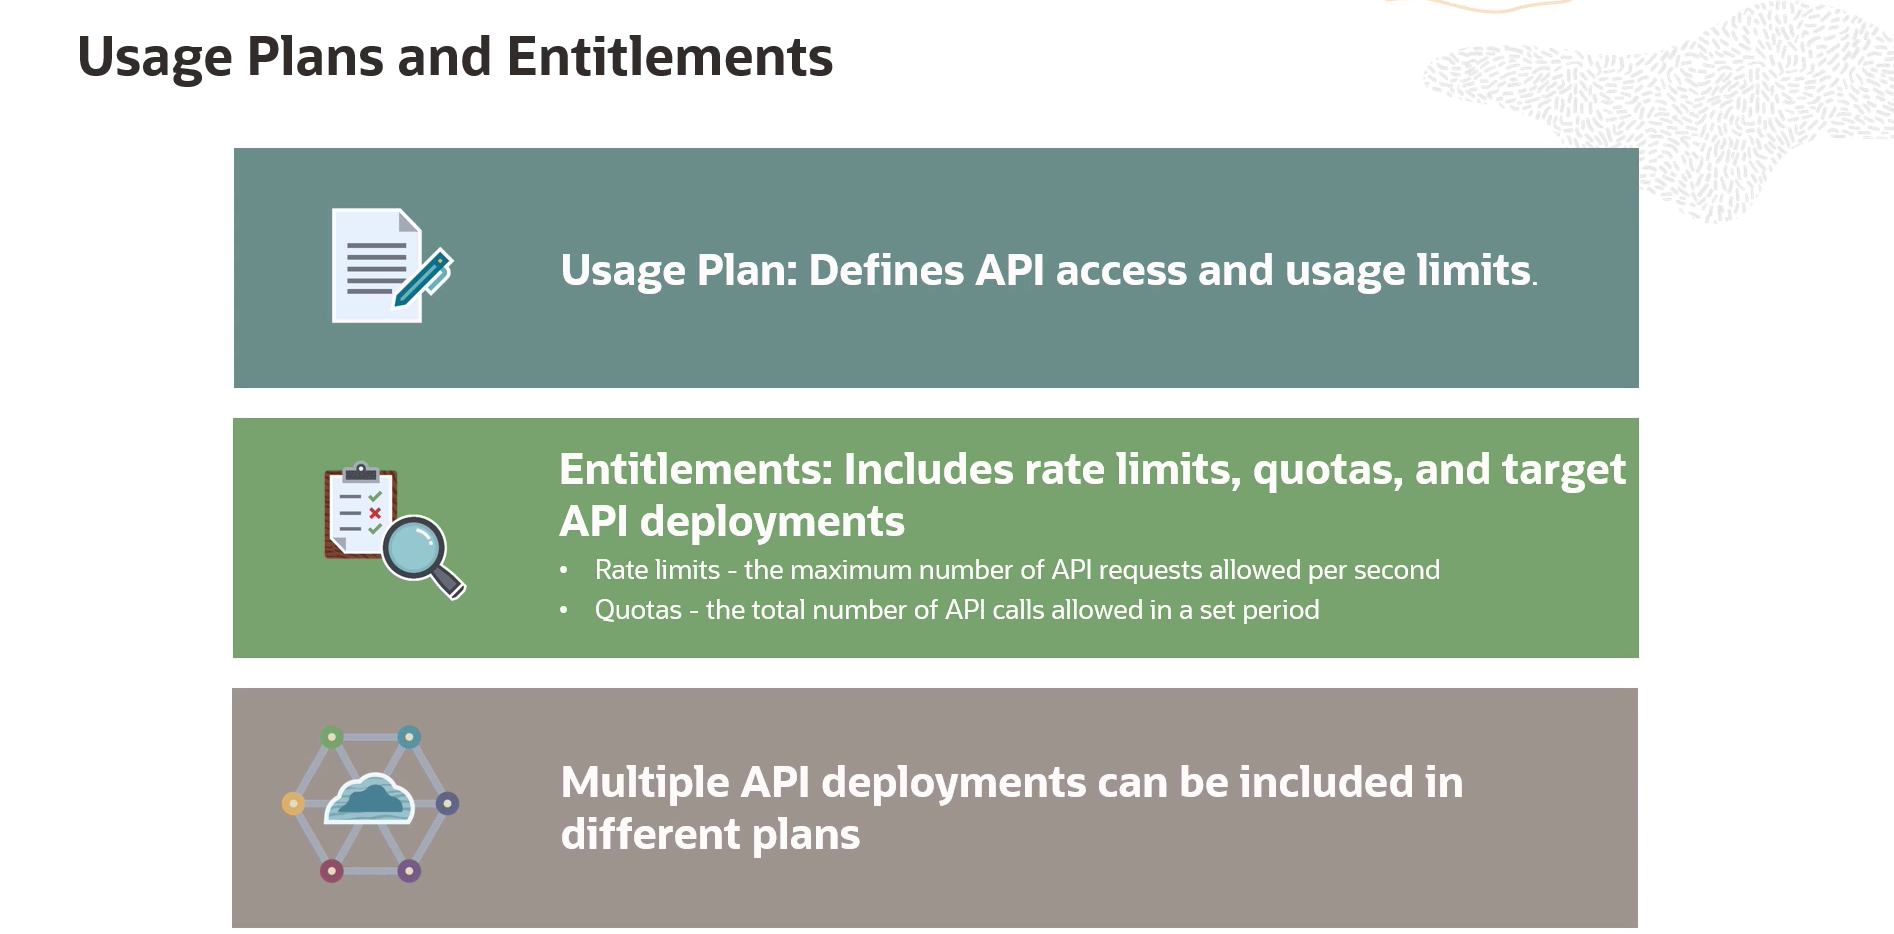 Usage Plans and Entitlements
Usage Plan: Defines API access and usage limits.
Entitlements: Includes rate limits, quotas, and target
API deployments
• Rate limits - the maximum number of API requests allowed per second
• Quotas - the total number of API calls allowed in a set period
Multiple API deployments can be included in
different plans